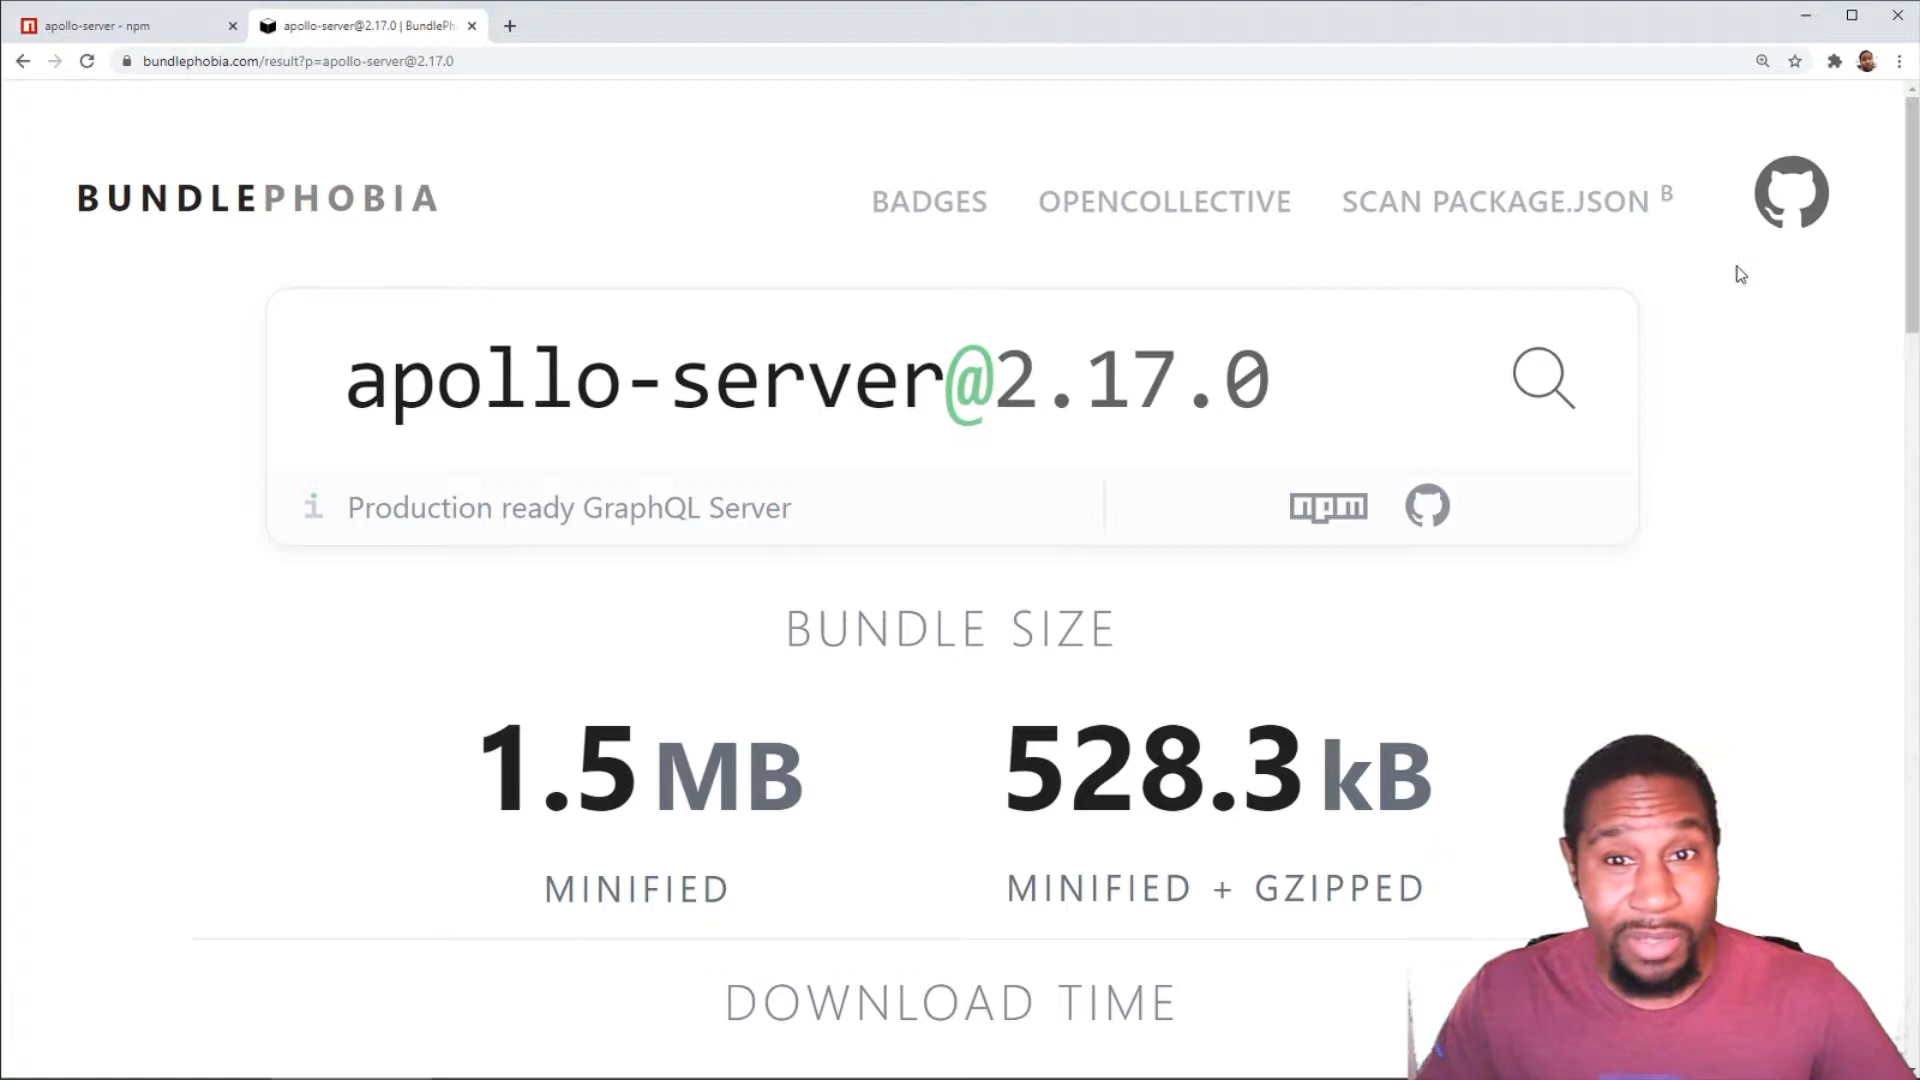 apollo-server - npm
apollo-server@2.17.0 | BundlePh
bundlephobia.com/result?p=apollo-server@2.17.0
BUNDLEPHOBIA
BADGES
OPENCOLLECTIVE
SCAN PACKAGE.JSON B
apollo-server@2.17.0
i Production ready GraphQL Server
npm
BUNDLE SIZE
1.5 MB
528.3 kB
MINIFIED
MINIFIED + GZIPPED
DOWNLOAD TIME